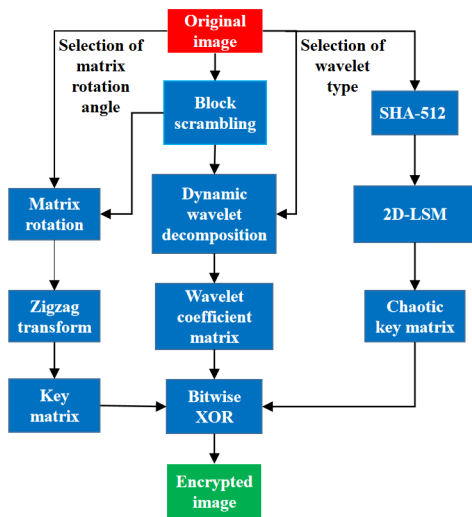 Original
image
Selection of
matrix
rotation
angle
Selection of
wavelet
type
Block
scrambling
SHA-512
Matrix
rotation
Dynamic
wavelet
decomposition
2D-LSM
Zigzag
transform
Wavelet
coefficient
matrix
Chaotic
key matrix
Key
matrix
Bitwise
XOR
Encrypted
image